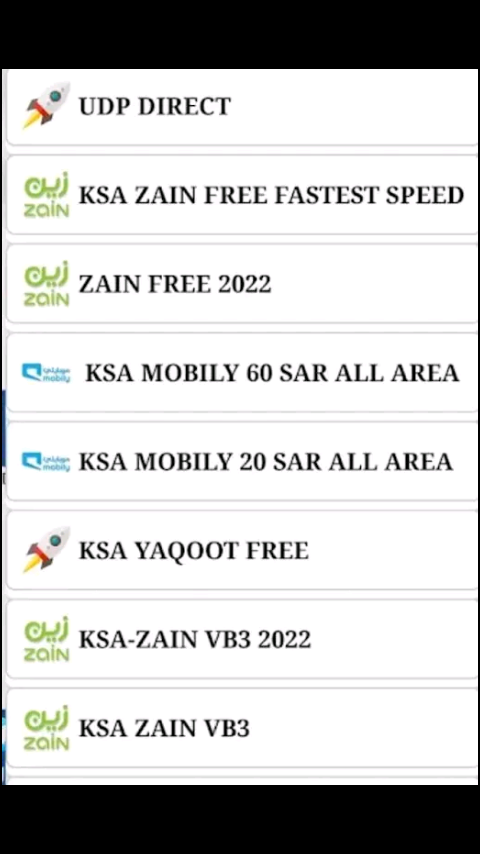 UDP DIRECT
زين
zain
KSA ZAIN FREE FASTEST SPEED
زين
zain
ZAIN FREE 2022
موبايلي
mobily
KSA MOBILY 60 SAR ALL AREA
موبايلي
mobily
KSA MOBILY 20 SAR ALL AREA
KSA YAQOOT FREE
زين
zain
KSA-ZAIN VB3 2022
زين
zain
KSA ZAIN VB3